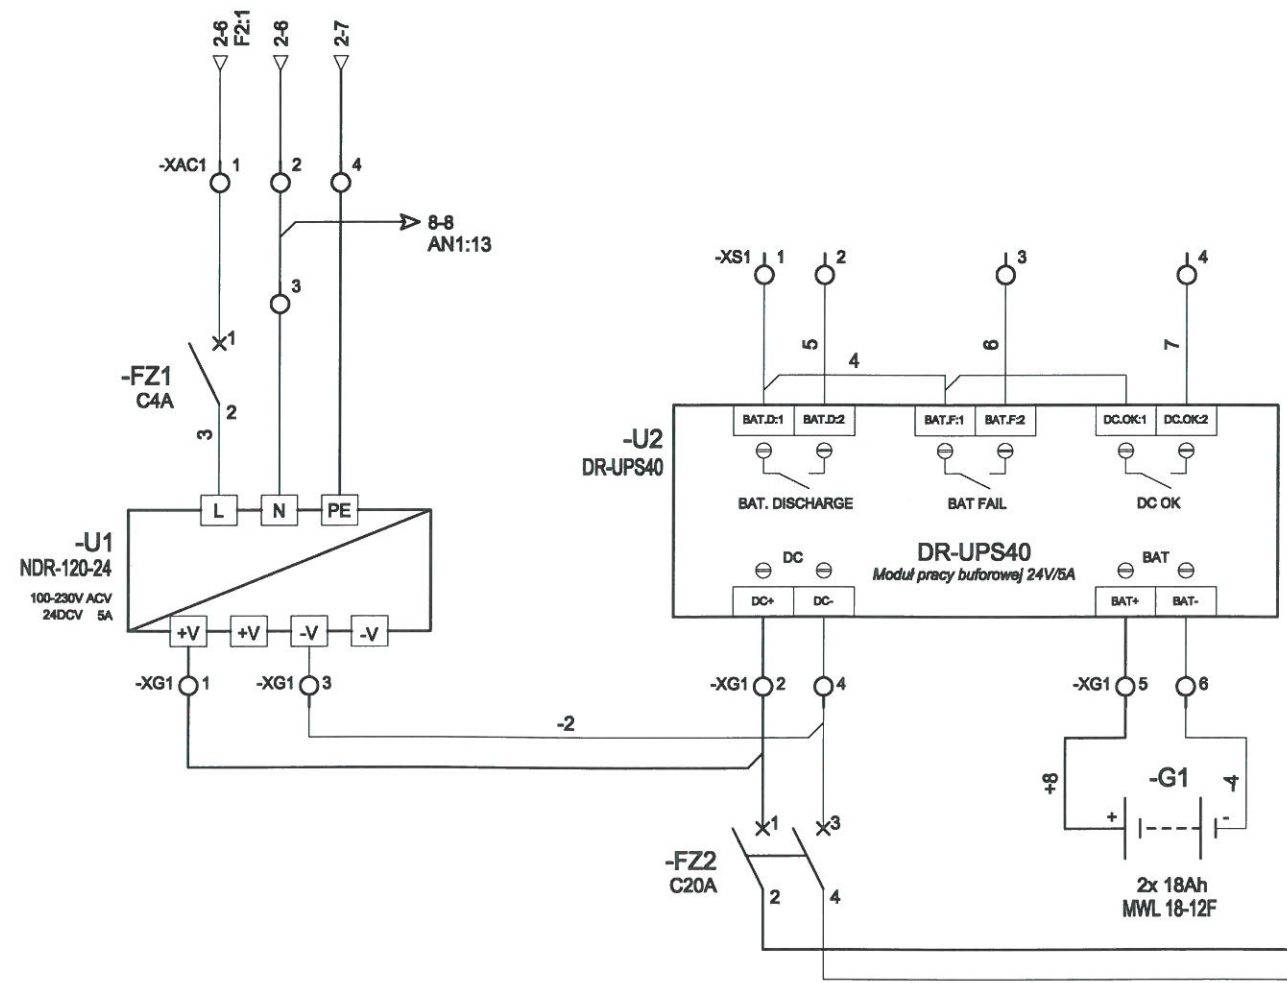 2-6
F2:1
2-6
2-7
-XAC1 1
2
4
8-8
AN1:13
3
-XS1 1
2
3
4
1
-FZ1
C4A
2
3
5
4
6
7
BAT.D:1
BAT.D:2
BAT.F:1
BAT.F:2
DC.OK:1
DC.OK:2
-U2
DR-UPS40
BAT. DISCHARGE
BAT FAIL
DC OK
L
N
PE
-U1
NDR-120-24
100-230V ACV
24DCV 5A
DC
DR-UPS40
BAT
Moduł pracy buforowej 24V/5A
DC+
DC-
BAT+
BAT-
+V
+V
-V
-V
-XG1 1
-XG1 3
-XG1 2
4
-XG1 5
6
-2
+8
-G1
-4
+
-
1
3
-FZ2
C20A
2
4
2x 18Ah
MWL 18-12F